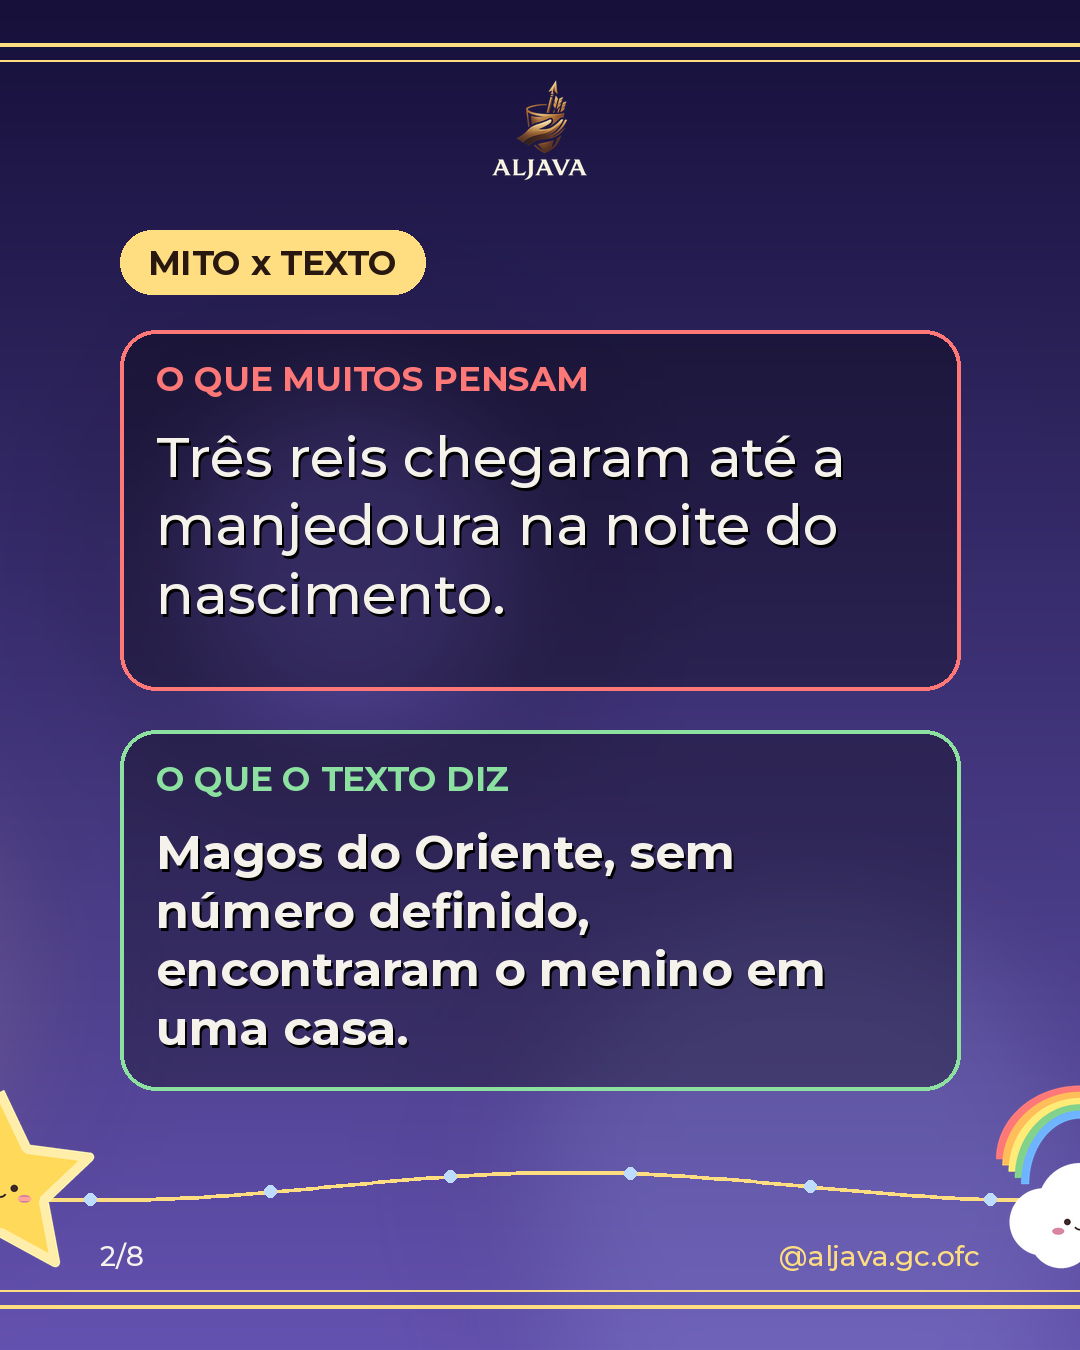 ALJAVA
MITO x TEXTO
O QUE MUITOS PENSAM
Três reis chegaram até a
manjedoura na noite do
nascimento.
O QUE O TEXTO DIZ
Magos do Oriente, sem
número definido,
encontraram o menino em
uma casa.
2/8
@aljava.gc.ofc